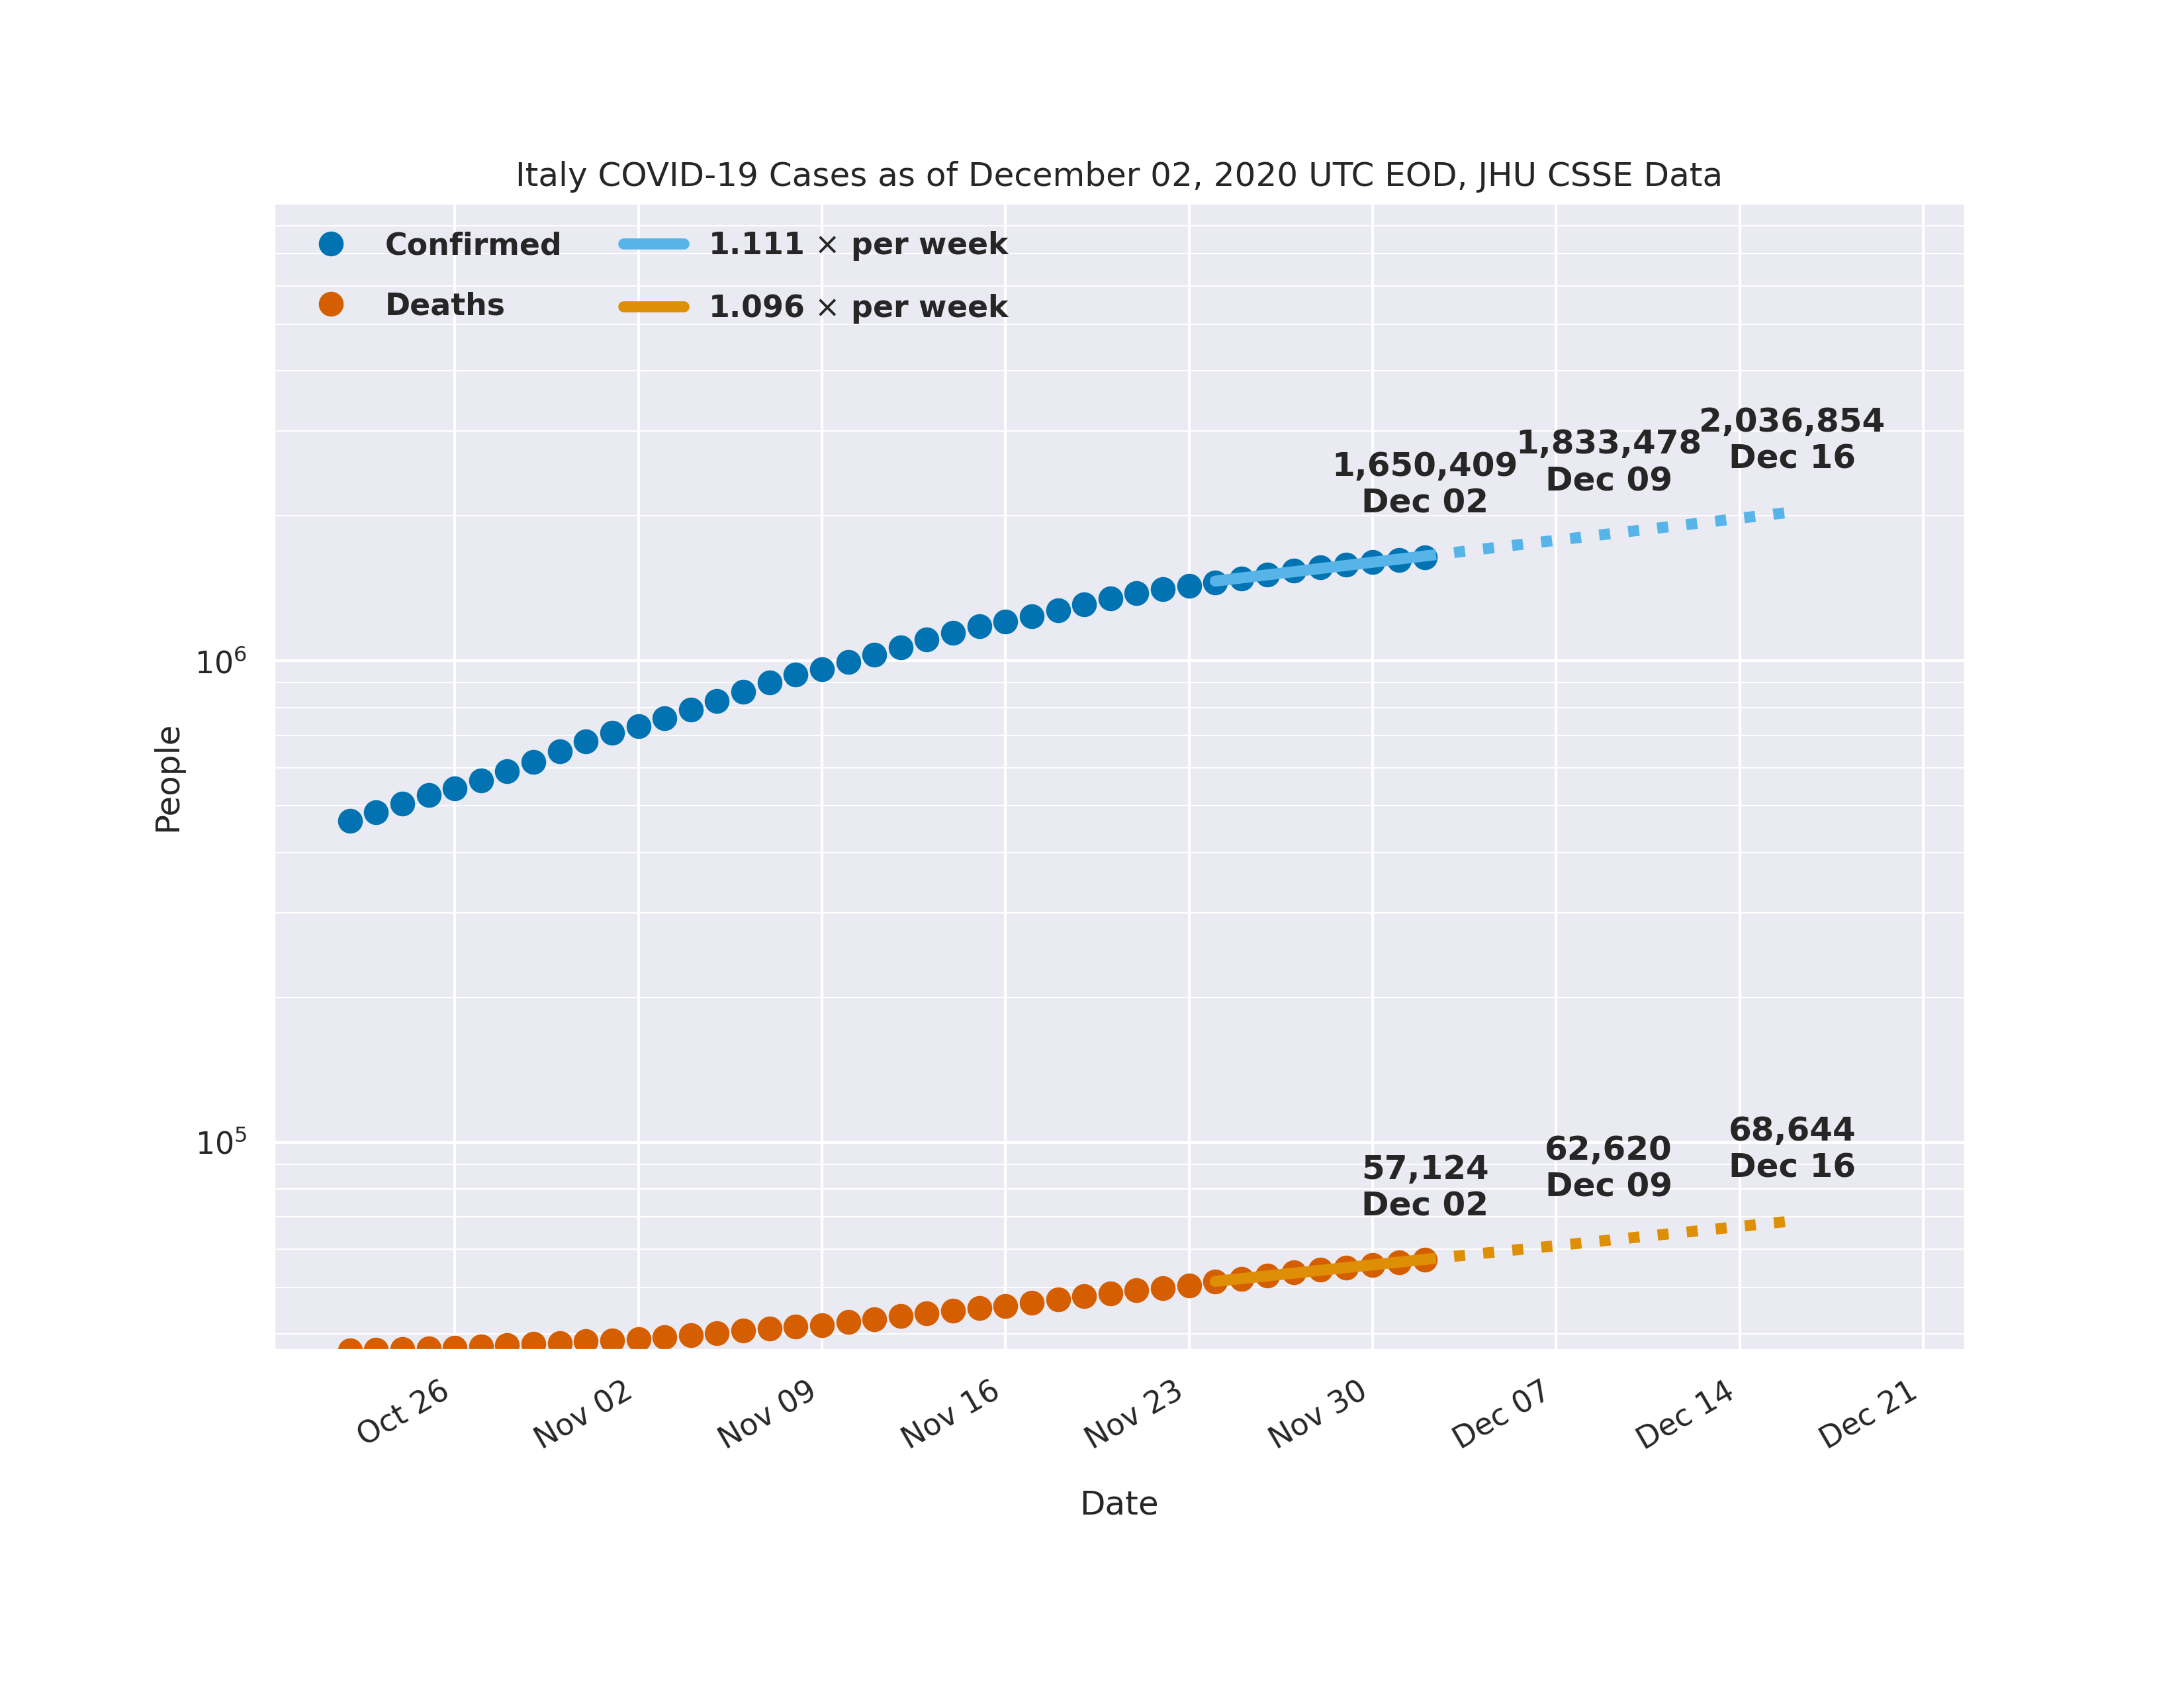 Italy COVID-19 Cases as of December 02, 2020 UTC EOD, JHU CSSE Data
Confirmed
Deaths
1.111 × per week
1.096 × per week
1,650,409
Dec 02
1,833,478
Dec 09
2,036,854
Dec 16
10⁶
People
10⁵
57,124
Dec 02
62,620
Dec 09
68,644
Dec 16
Oct 26
Nov 02
Nov 09
Nov 16
Nov 23
Nov 30
Dec 07
Dec 14
Dec 21
Date